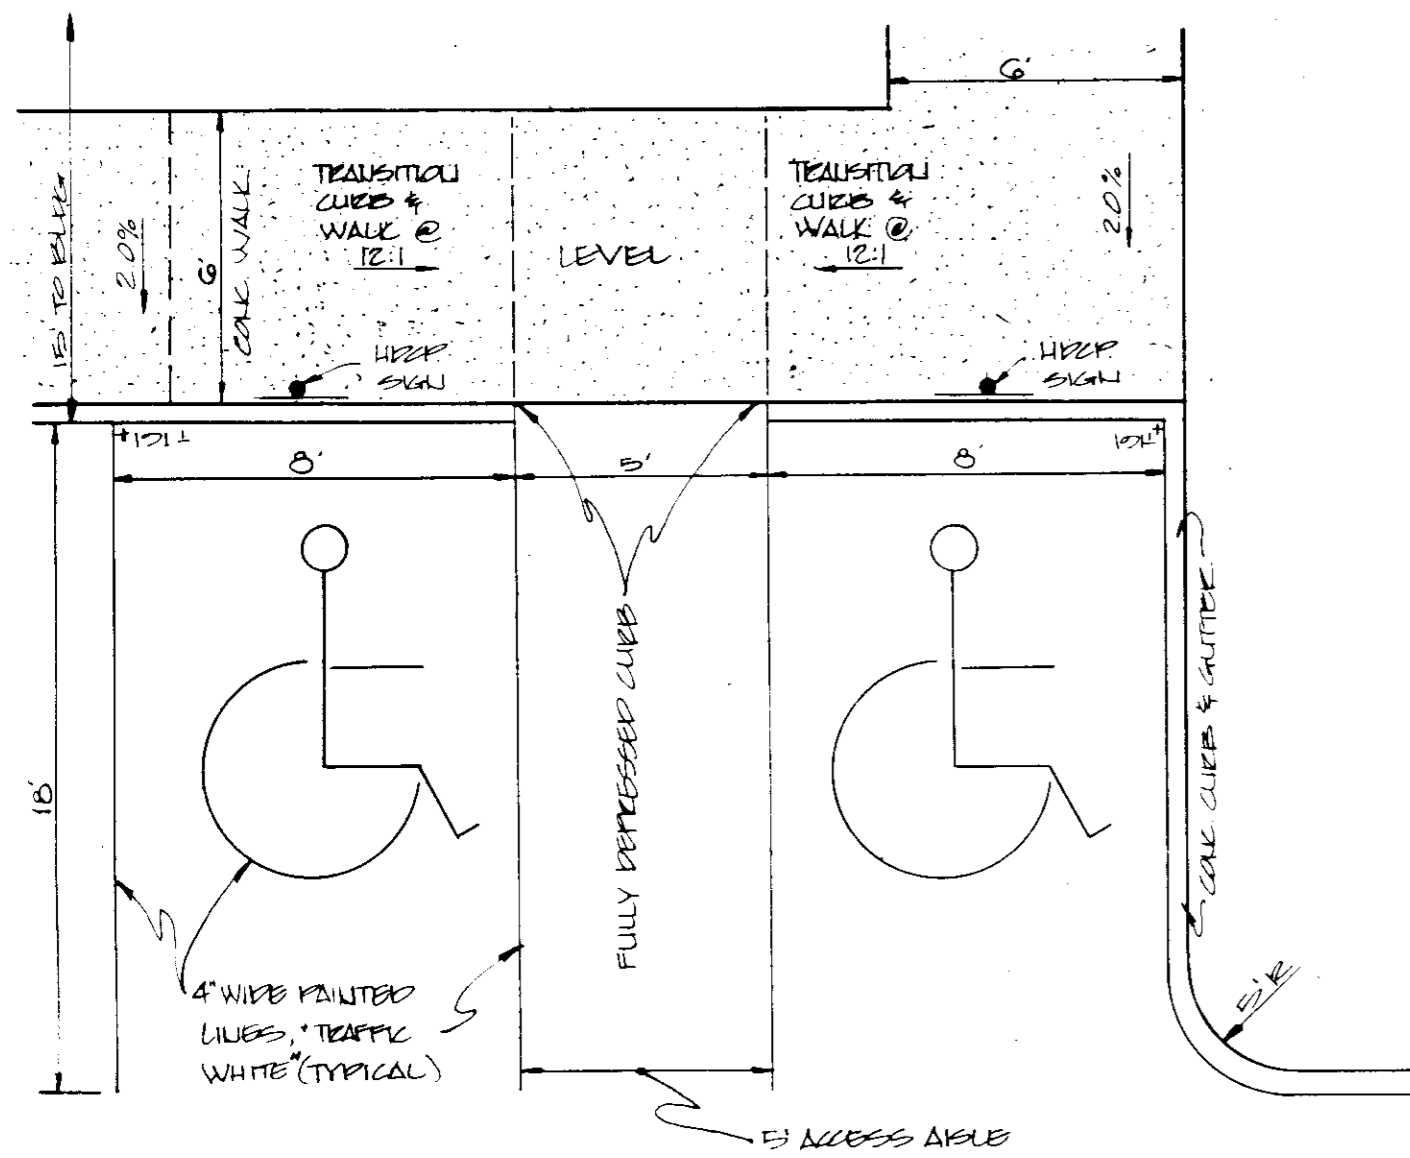 6'
15' TO BLDG
2.0%
6'
CONC. WALK
TRANSITION
CURB &
WALK @
12:1
LEVEL
TRANSITION
CURB &
WALK @
12:1
2.0%
HDCP.
SIGN
HDCP.
SIGN
8'
5'
8'
18'
FULLY DEPRESSED CURB
CONC. CURB & GUTTER
4" WIDE PAINTED
LINES, "TRAFFIC
WHITE" (TYPICAL)
5'R
5' ACCESS AISLE